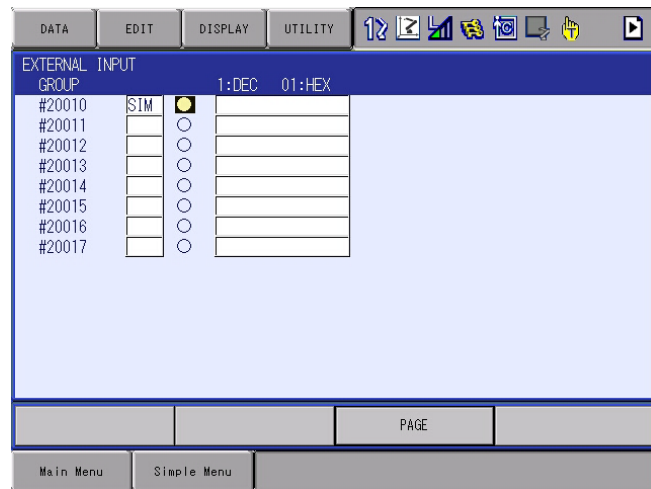 DATA EDIT DISPLAY UTILITY
EXTERNAL INPUT
GROUP 1:DEC 01:HEX
#20010 SIM
#20011
#20012
#20013
#20014
#20015
#20016
#20017
PAGE
Main Menu Simple Menu